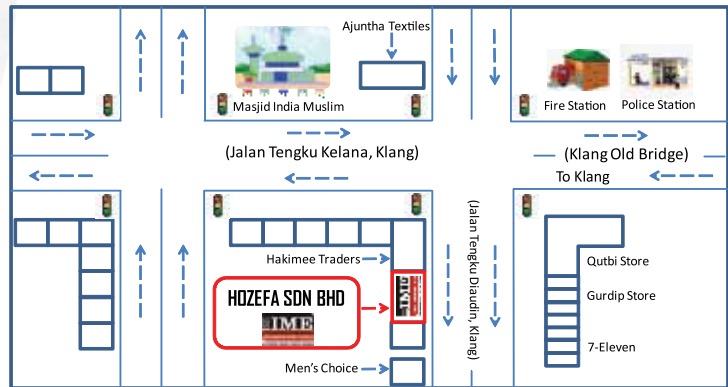 Ajuntha Textiles
Masjid India Muslim
Fire Station
Police Station
(Jalan Tengku Kelana, Klang)
(Klang Old Bridge)
To Klang
(Jalan Tengku Diaudin, Klang)
Hakimee Traders
HOZEFA SDN BHD
IME
IME
Men's Choice
Qutbi Store
Gurdip Store
7-Eleven